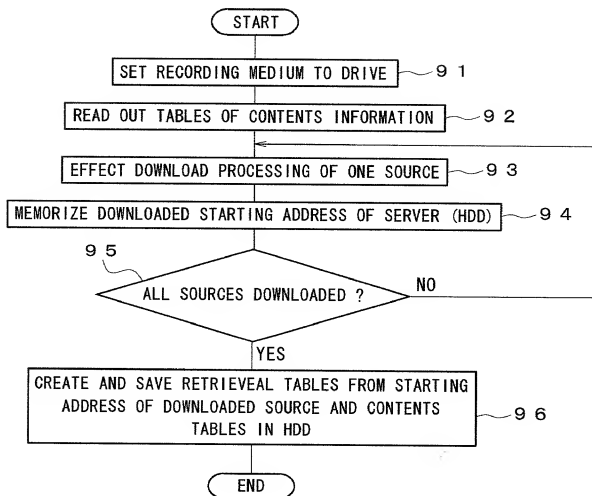 START
SET RECORDING MEDIUM TO DRIVE
91
READ OUT TABLES OF CONTENTS INFORMATION
92
EFFECT DOWNLOAD PROCESSING OF ONE SOURCE
93
MEMORIZE DOWNLOADED STARTING ADDRESS OF SERVER (HDD)
94
95
ALL SOURCES DOWNLOADED ?
NO
YES
CREATE AND SAVE RETRIEVEAL TABLES FROM STARTING
ADDRESS OF DOWNLOADED SOURCE AND CONTENTS
TABLES IN HDD
96
END